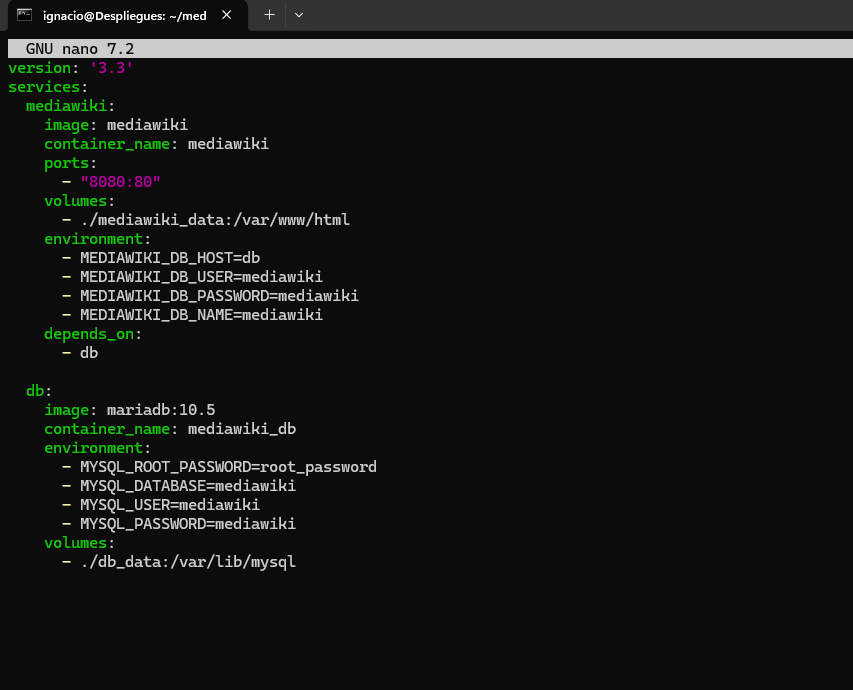 ignacio@Despliegues: ~/med
GNU nano 7.2
version: '3.3'
services:
  mediawiki:
    image: mediawiki
    container_name: mediawiki
    ports:
      - "8080:80"
    volumes:
      - ./mediawiki_data:/var/www/html
    environment:
      - MEDIAWIKI_DB_HOST=db
      - MEDIAWIKI_DB_USER=mediawiki
      - MEDIAWIKI_DB_PASSWORD=mediawiki
      - MEDIAWIKI_DB_NAME=mediawiki
    depends_on:
      - db
  db:
    image: mariadb:10.5
    container_name: mediawiki_db
    environment:
      - MYSQL_ROOT_PASSWORD=root_password
      - MYSQL_DATABASE=mediawiki
      - MYSQL_USER=mediawiki
      - MYSQL_PASSWORD=mediawiki
    volumes:
      - ./db_data:/var/lib/mysql